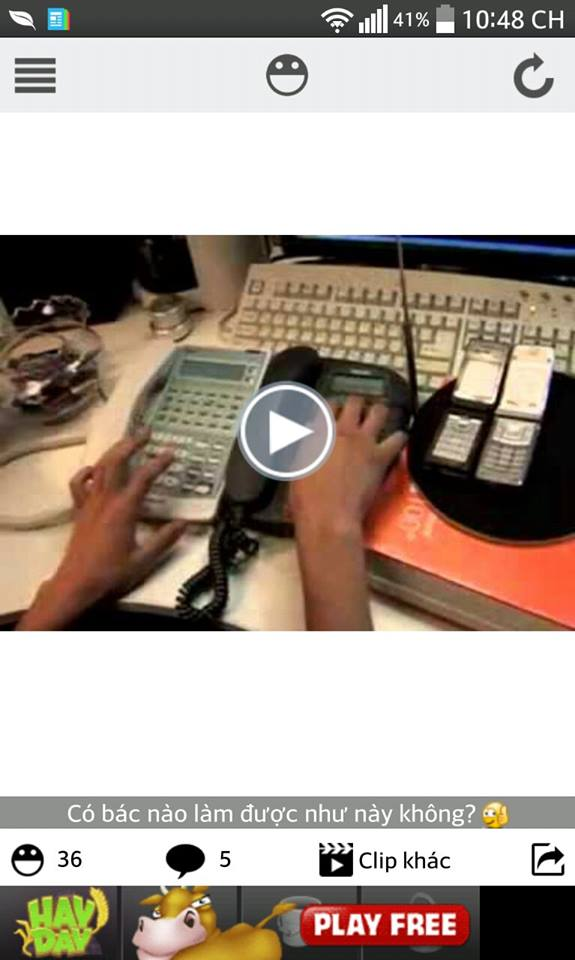 41% 10:48 CH
Có bác nào làm được như này không?
36 5 Clip khác
HAY DAY PLAY FREE